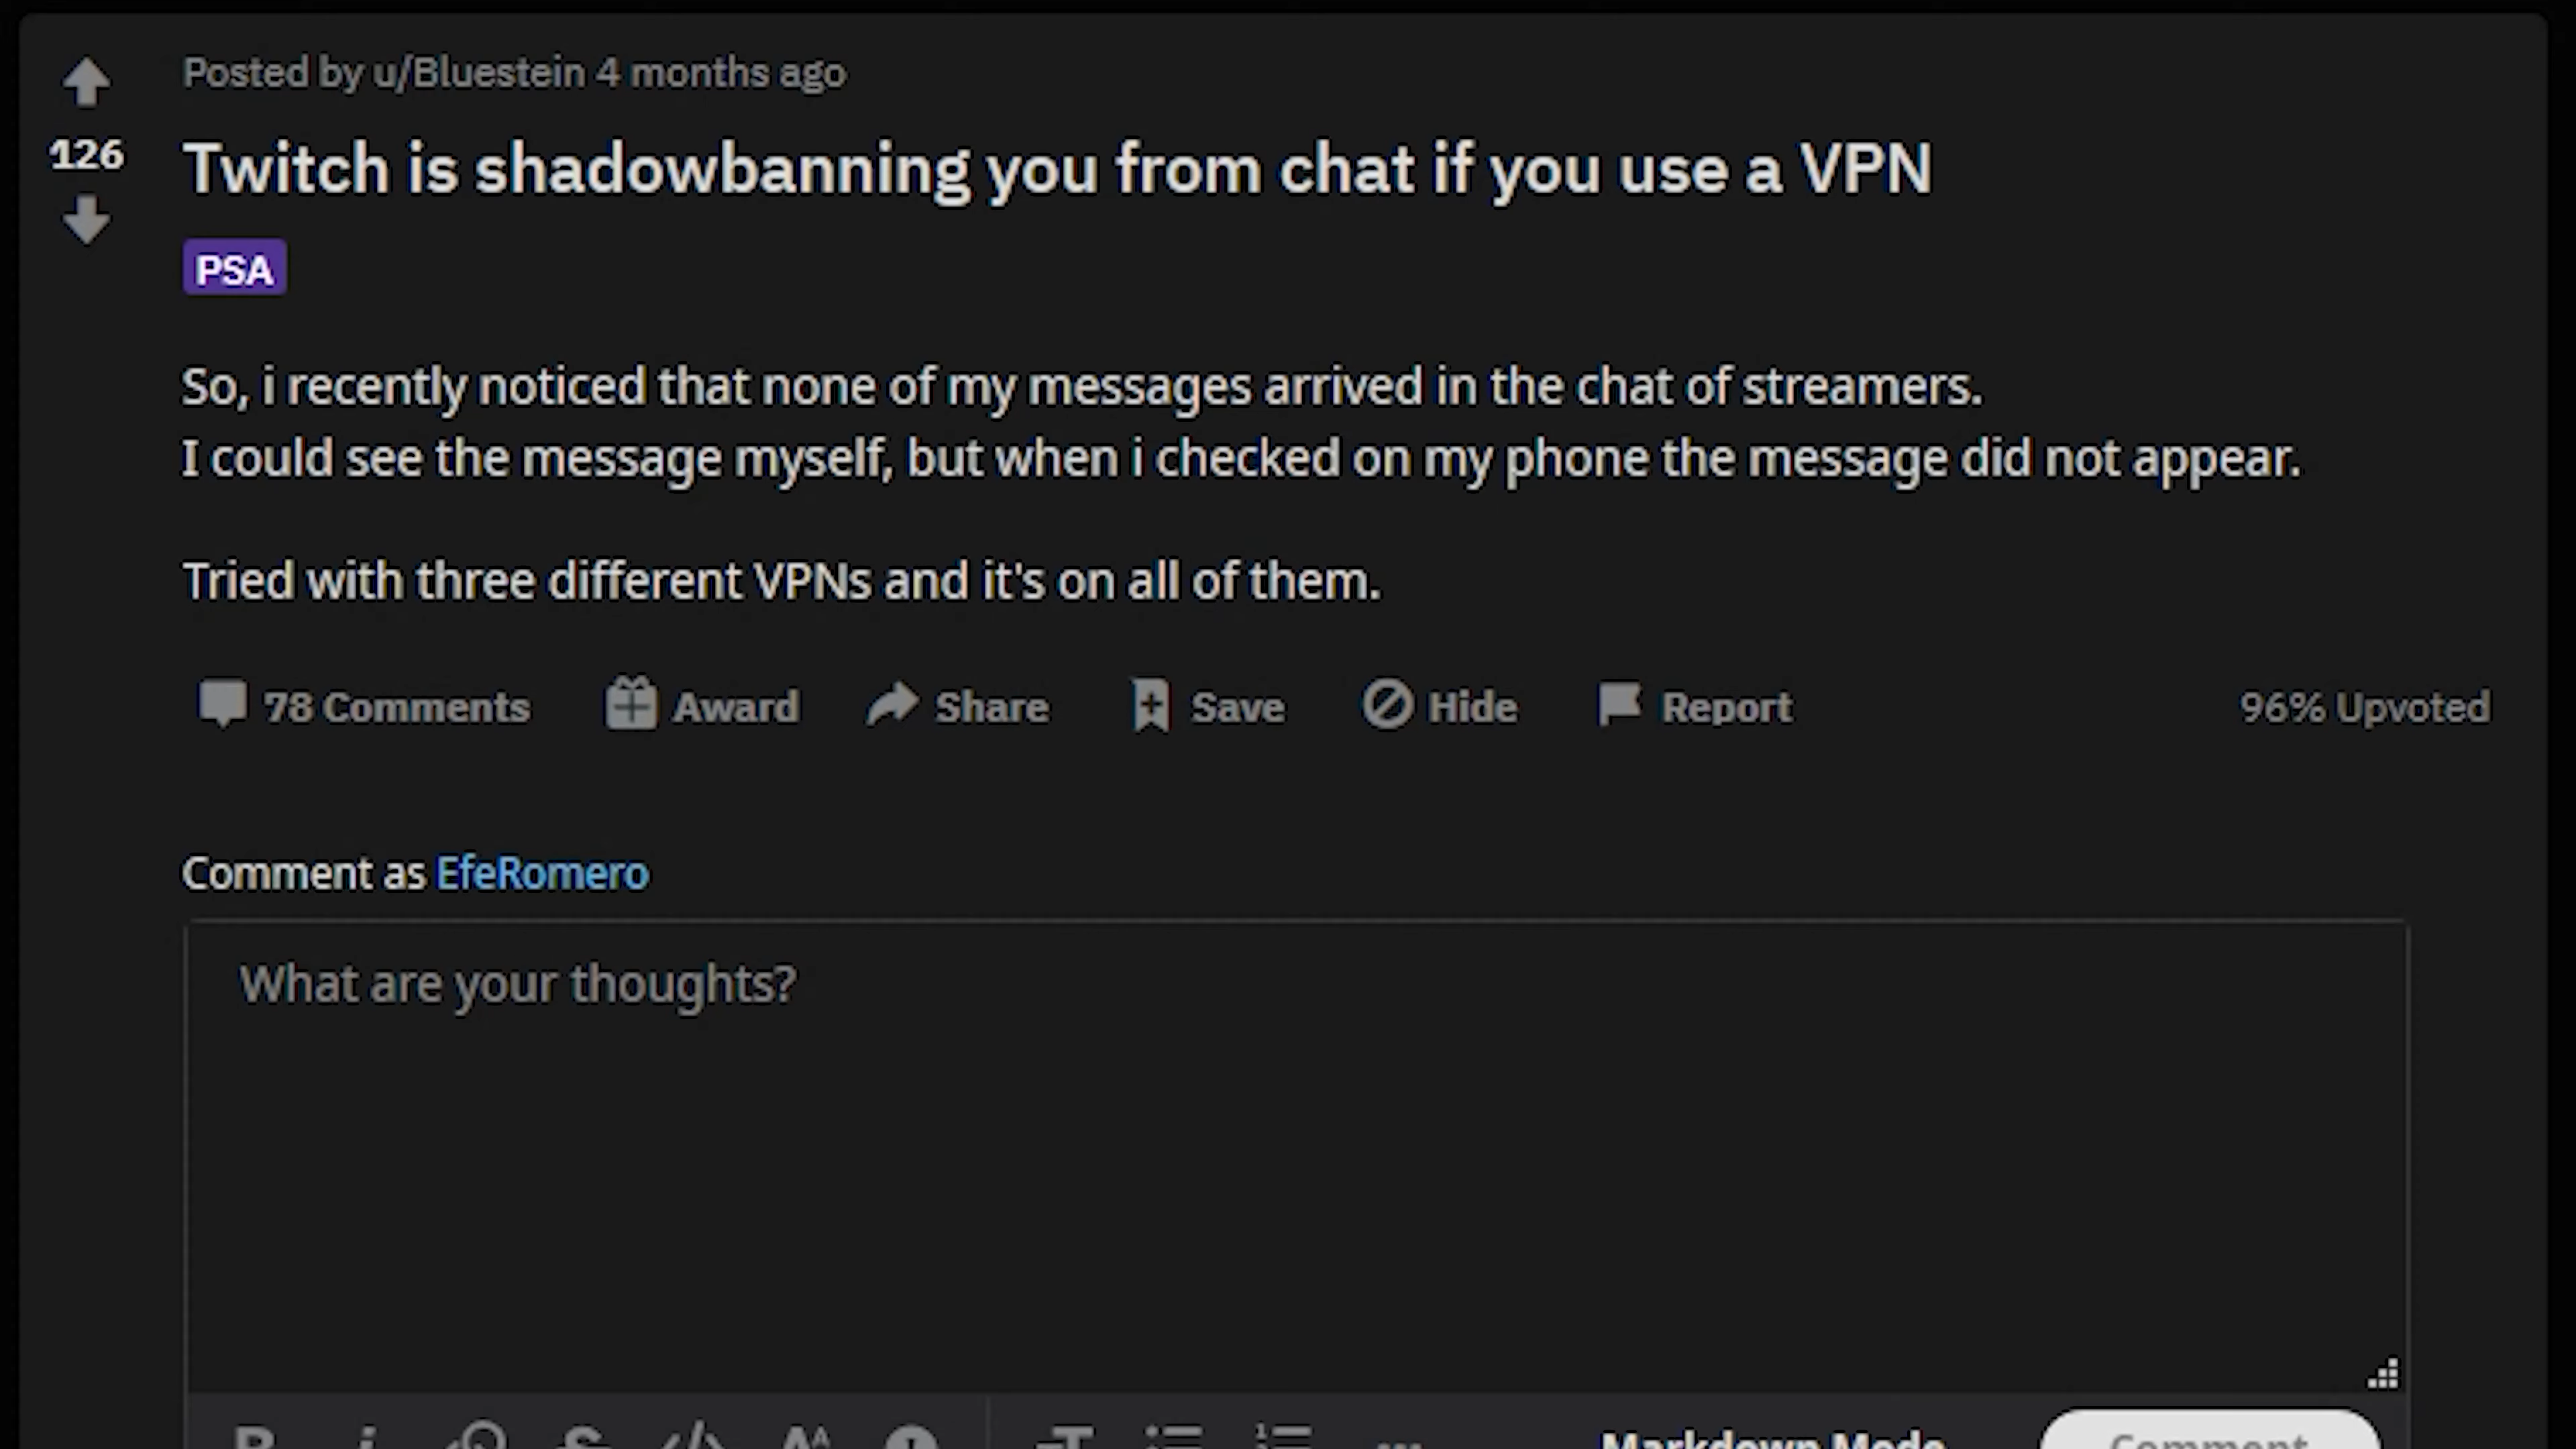 Posted by u/Bluestein 4 months ago
126
Twitch is shadowbanning you from chat if you use a VPN
PSA
So, i recently noticed that none of my messages arrived in the chat of streamers.
I could see the message myself, but when i checked on my phone the message did not appear.
Tried with three different VPNs and it's on all of them.
78 Comments Award Share Save Hide Report 96% Upvoted
Comment as EfeRomero
What are your thoughts?
Markdown Mode Comment